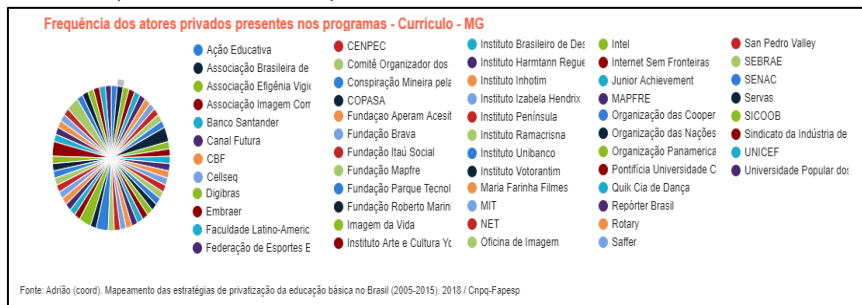 Frequência dos atores privados presentes nos programas - Currículo - MG
Ação Educativa
Associação Brasileira de
Associação Efigênia Vigi
Associação Imagem Com
Banco Santander
Canal Futura
CBF
Cellseq
Digibras
Embraer
Faculdade Latino-Americ
Federação de Esportes E
CENPEC
Comitê Organizador dos
Conspiração Mineira pela
COPASA
Fundaçao Aperam Acesit
Fundação Brava
Fundação Itaú Social
Fundação Mapfre
Fundação Parque Tecnol
Fundação Roberto Marinl
Imagem da Vida
Instituto Arte e Cultura Yo
Instituto Brasileiro de Des
Instituto Harmtann Regue
Instituto Inhotim
Instituto Izabela Hendrix
Instituto Península
Instituto Ramacrisna
Instituto Unibanco
Instituto Votorantim
Maria Farinha Filmes
MIT
NET
Oficina de Imagem
Intel
Internet Sem Fronteiras
Junior Achievement
MAPFRE
Organização das Cooper
Organização das Nações
Organização Panamerica
Pontifícia Universidade C
Quik Cia de Dança
Repórter Brasil
Rotary
Saffer
San Pedro Valley
SEBRAE
SENAC
Servas
SICOOB
Sindicato da Indústria de
UNICEF
Universidade Popular dos
Fonte: Adrião (coord). Mapeamento das estratégias de privatização da educação básica no Brasil (2005-2015). 2018 / Cnpq-Fapesp